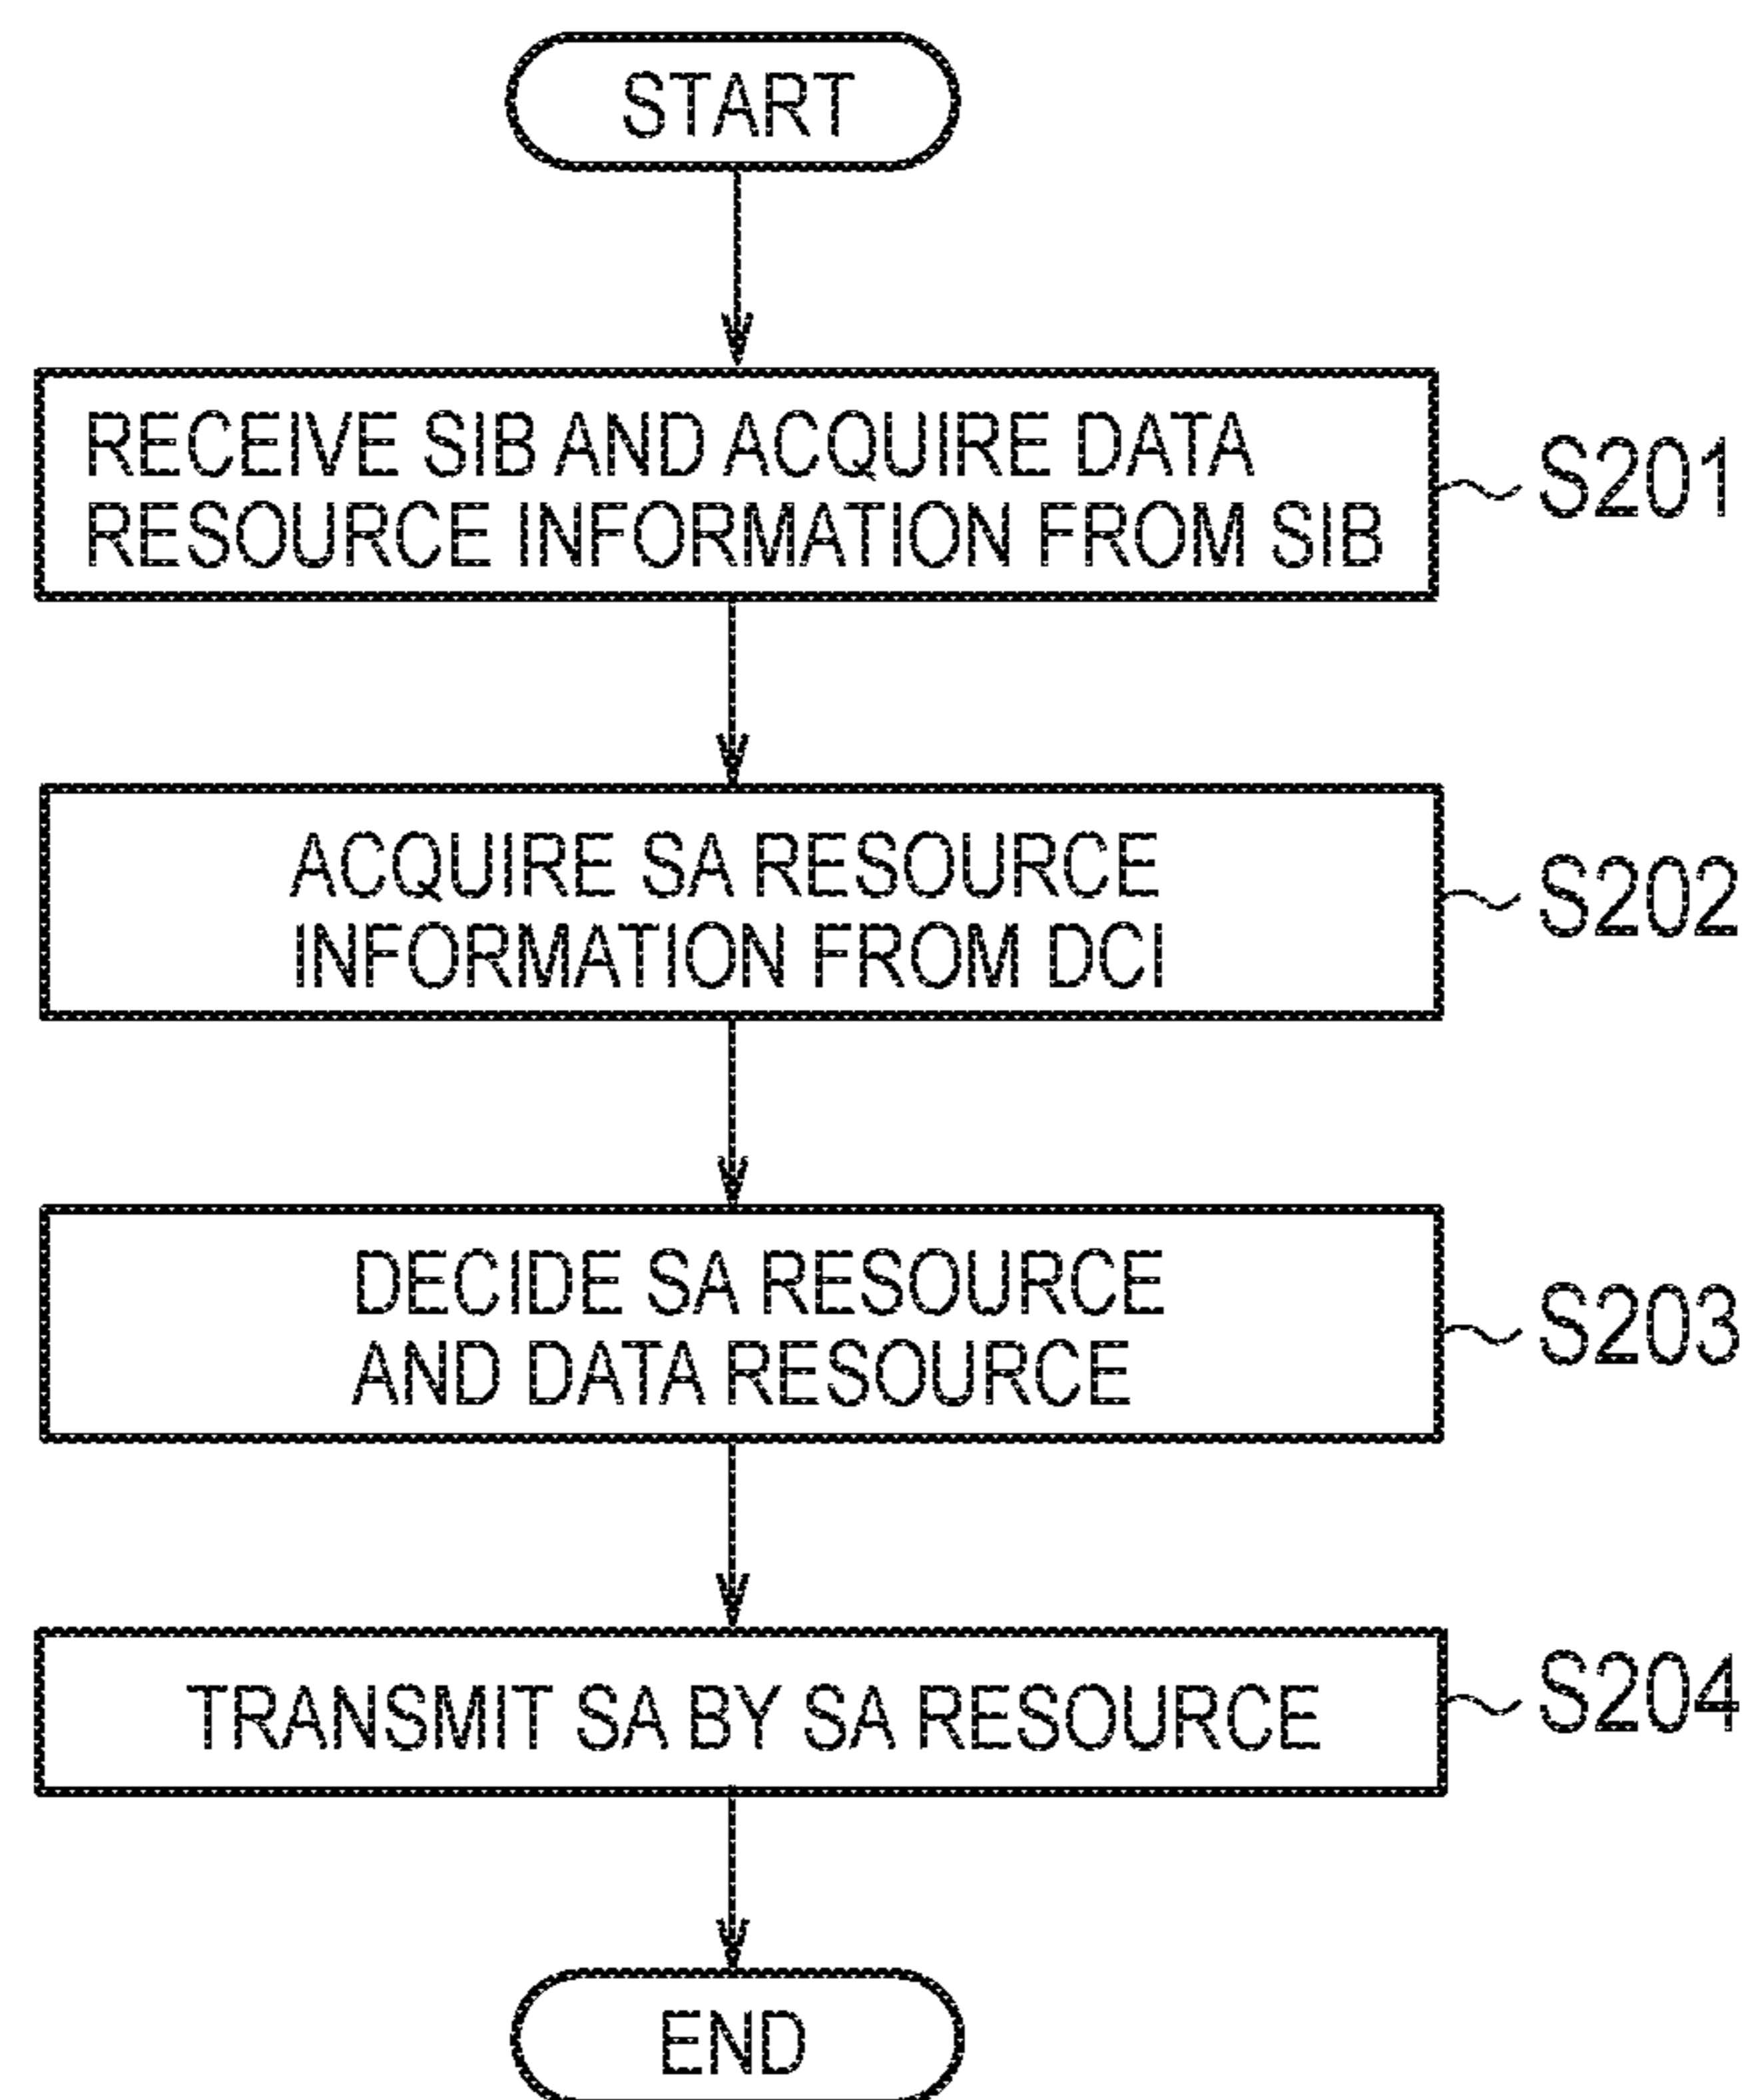 START
RECEIVE SIB AND ACQUIRE DATA
RESOURCE INFORMATION FROM SIB
S201
ACQUIRE SA RESOURCE
INFORMATION FROM DCI
S202
DECIDE SA RESOURCE
AND DATA RESOURCE
S203
TRANSMIT SA BY SA RESOURCE
S204
END